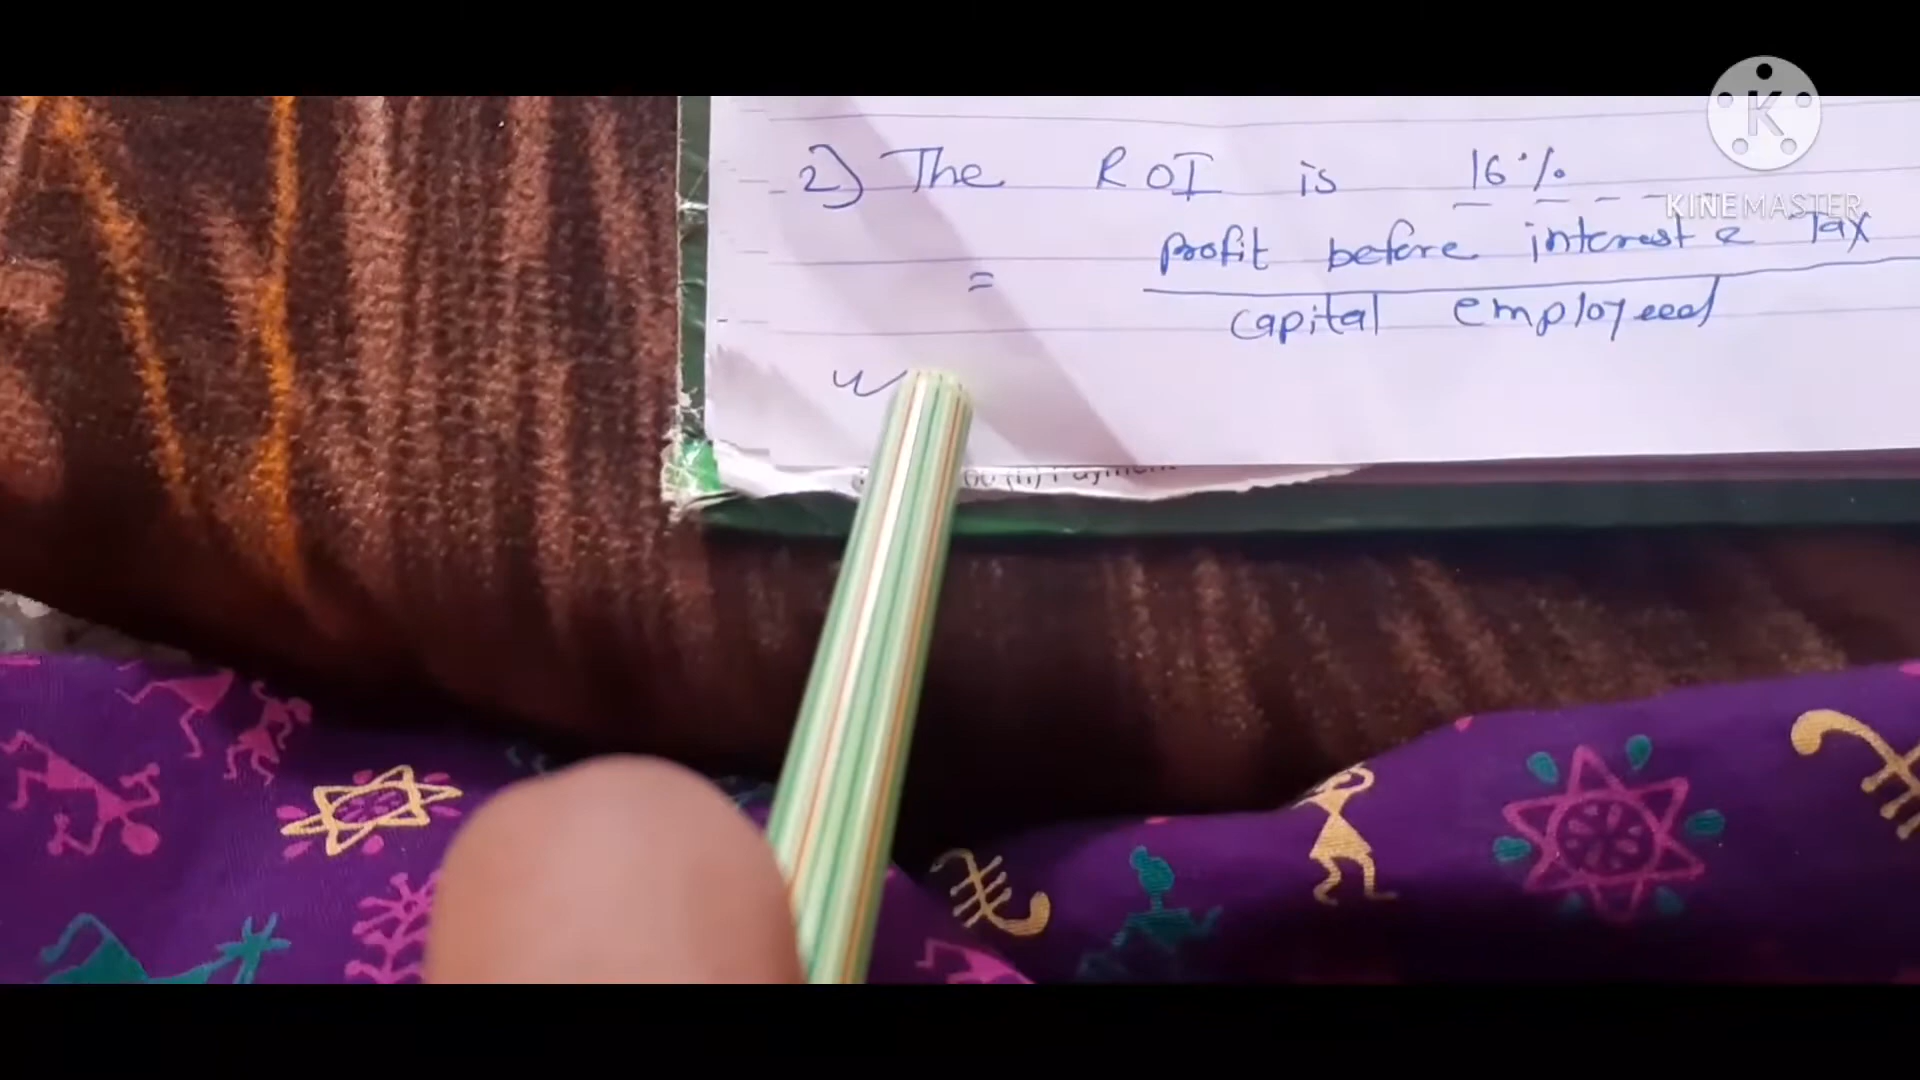 2) The ROI is 16%
= profit before interest & Tax
capital employeed
KINEMASTER